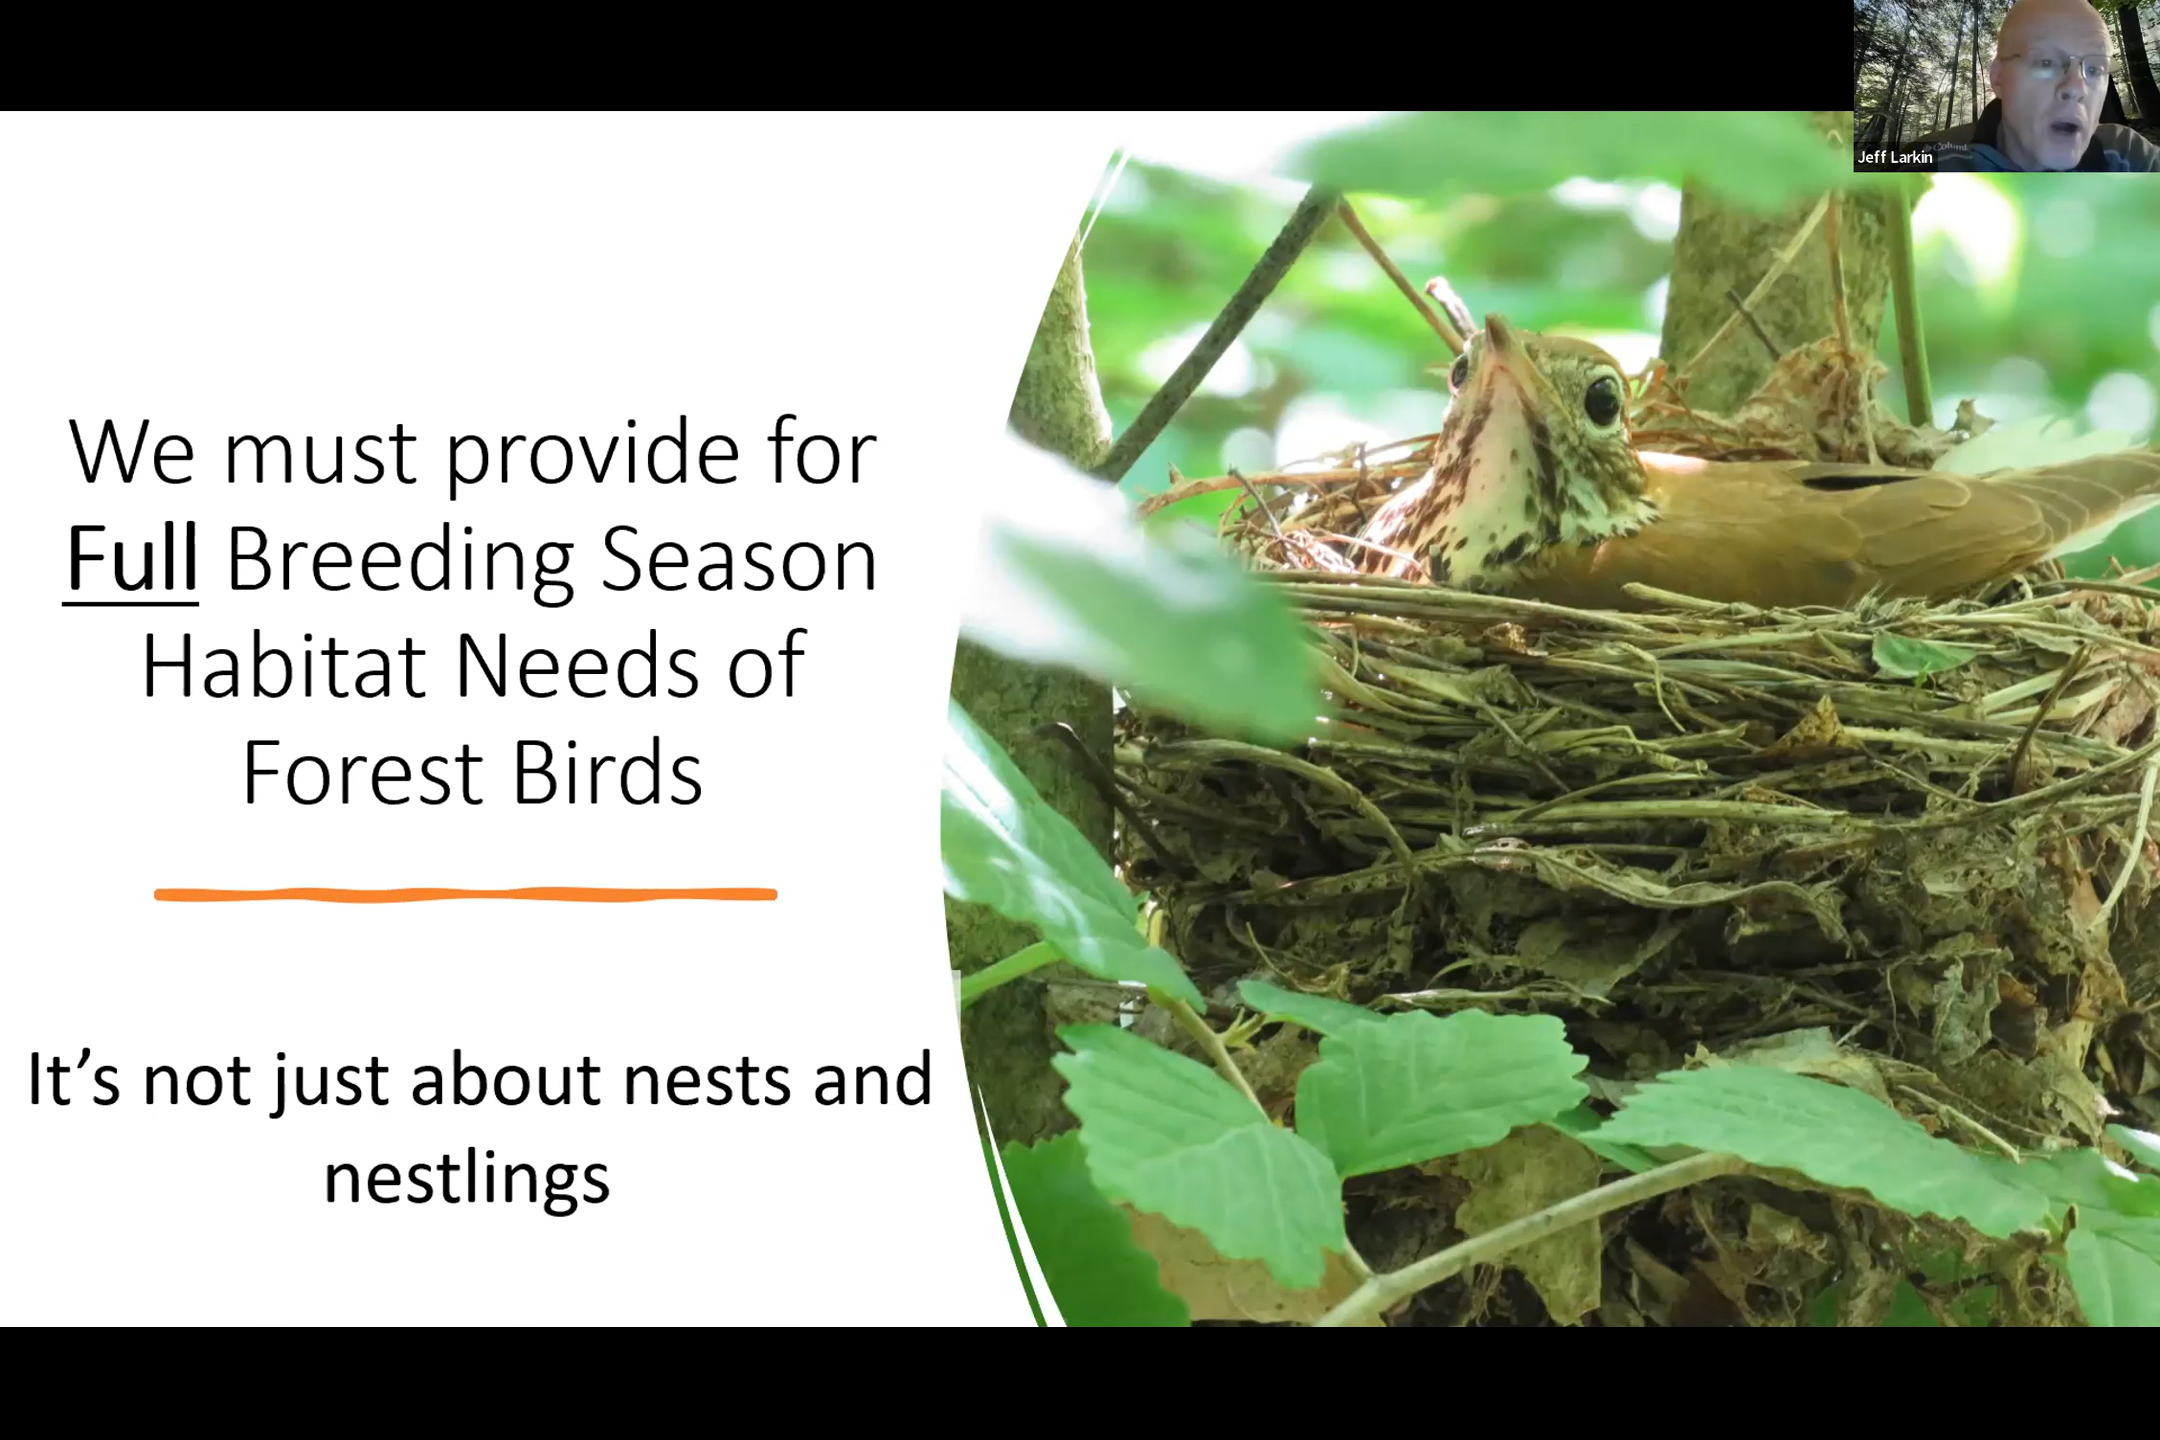 We must provide for
Full Breeding Season
Habitat Needs of
Forest Birds
It’s not just about nests and
nestlings
Jeff Larkin